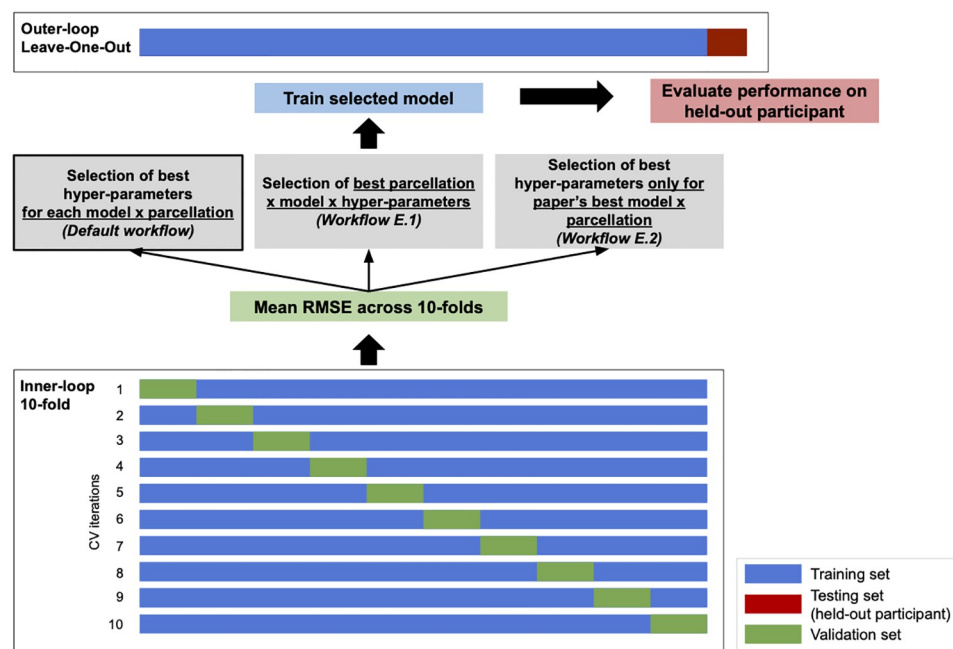 Outer-loop
Leave-One-Out
Train selected model
Evaluate performance on
held-out participant
Selection of best
hyper-parameters
for each model x parcellation
(Default workflow)
Selection of best parcellation
x model x hyper-parameters
(Workflow E.1)
Selection of best
hyper-parameters only for
paper's best model x
parcellation
(Workflow E.2)
Mean RMSE across 10-folds
Inner-loop
10-fold
CV iterations
1
2
3
4
5
6
7
8
9
10
Training set
Testing set
(held-out participant)
Validation set